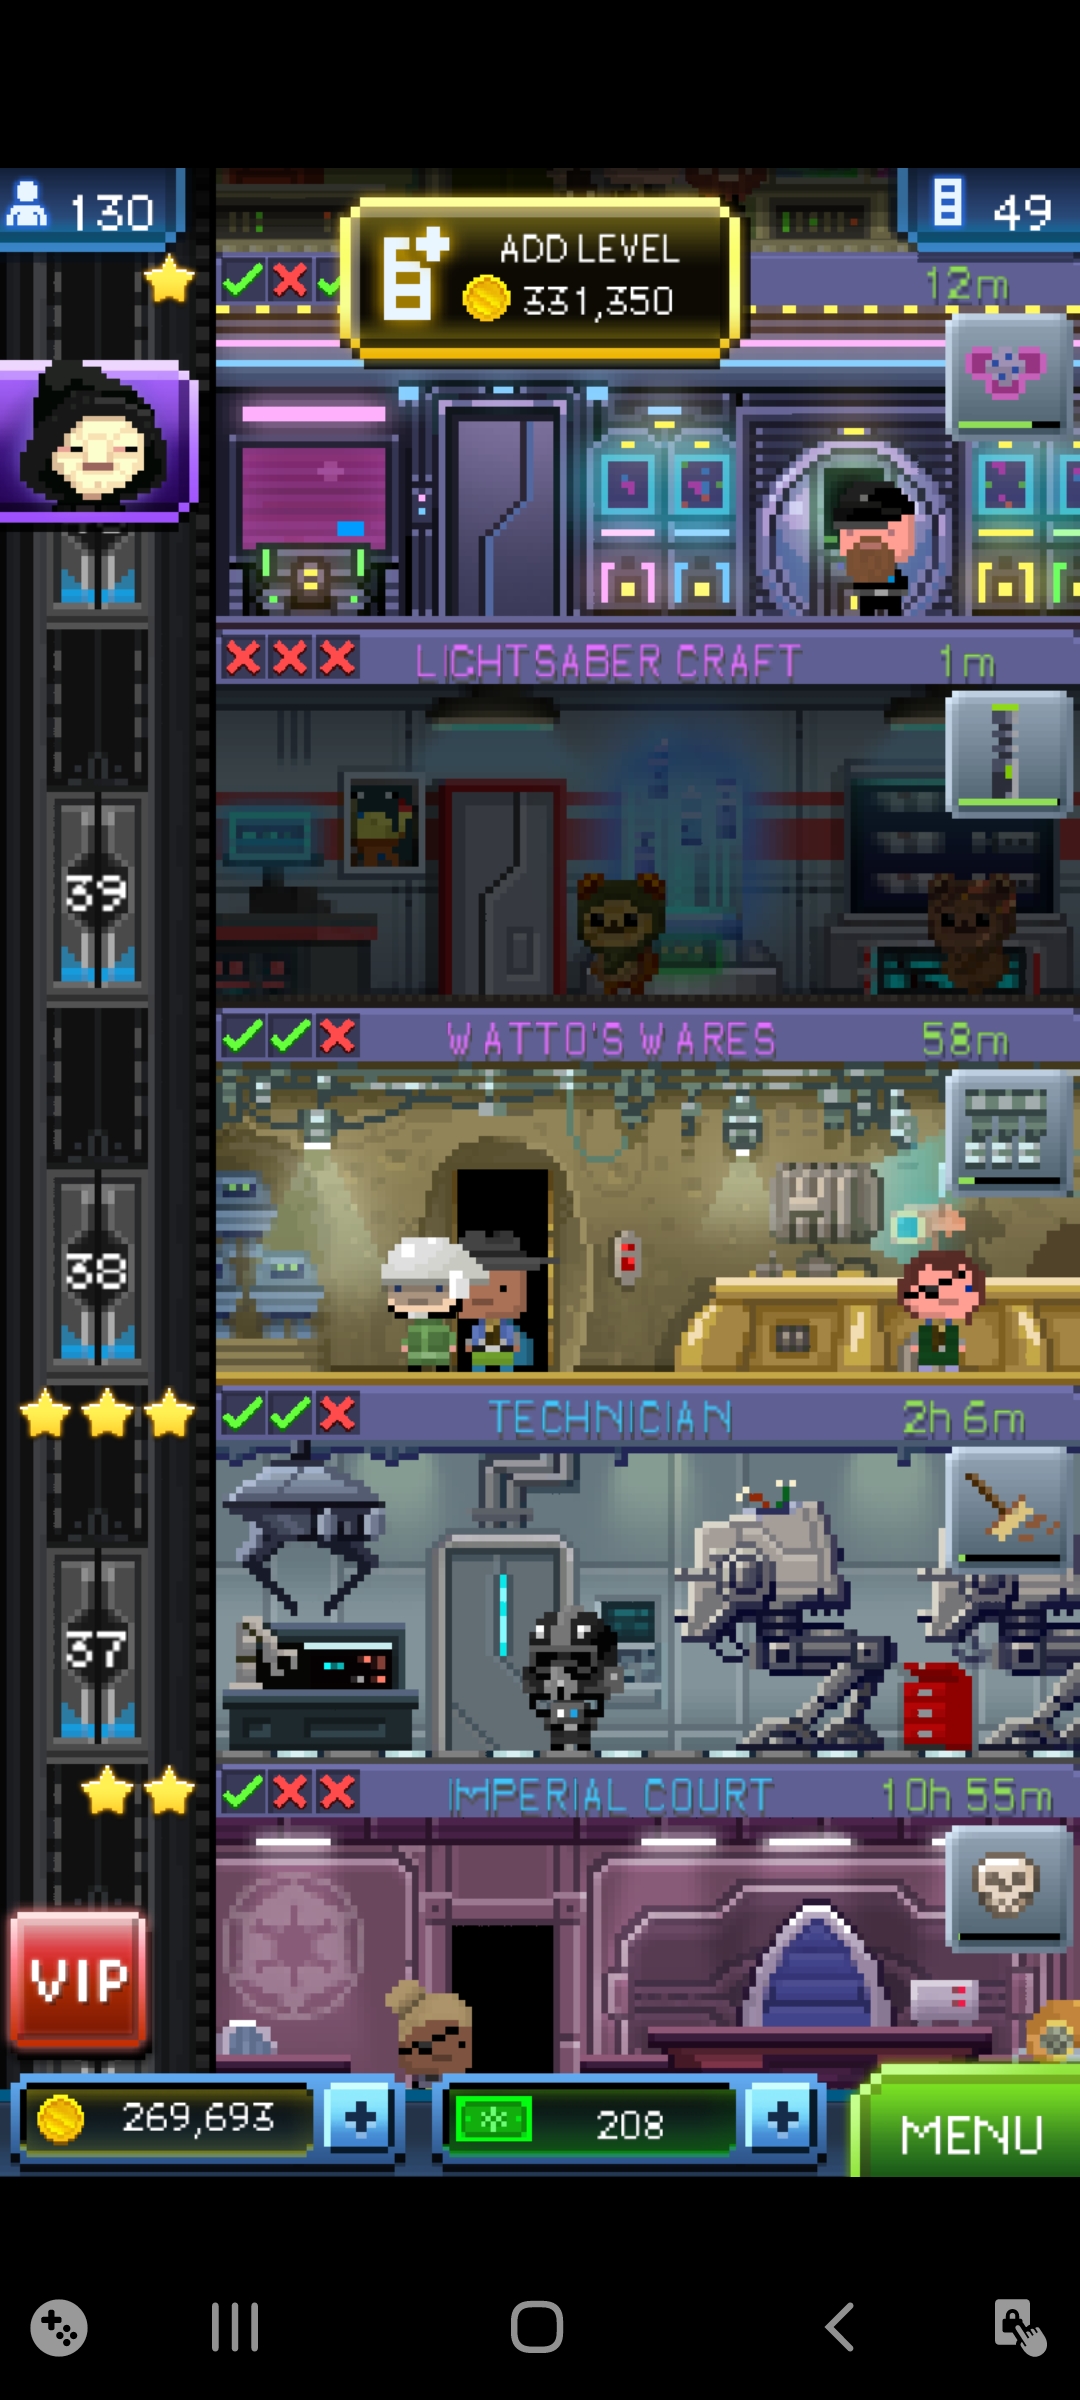 130
ADD LEVEL
331,350
49
12m
LIGHTSABER CRAFT
1m
39
WATTO'S WARES
58m
38
TECHNICIAN
2h 6m
37
IMPERIAL COURT
10h 55m
VIP
269,693
208
MENU